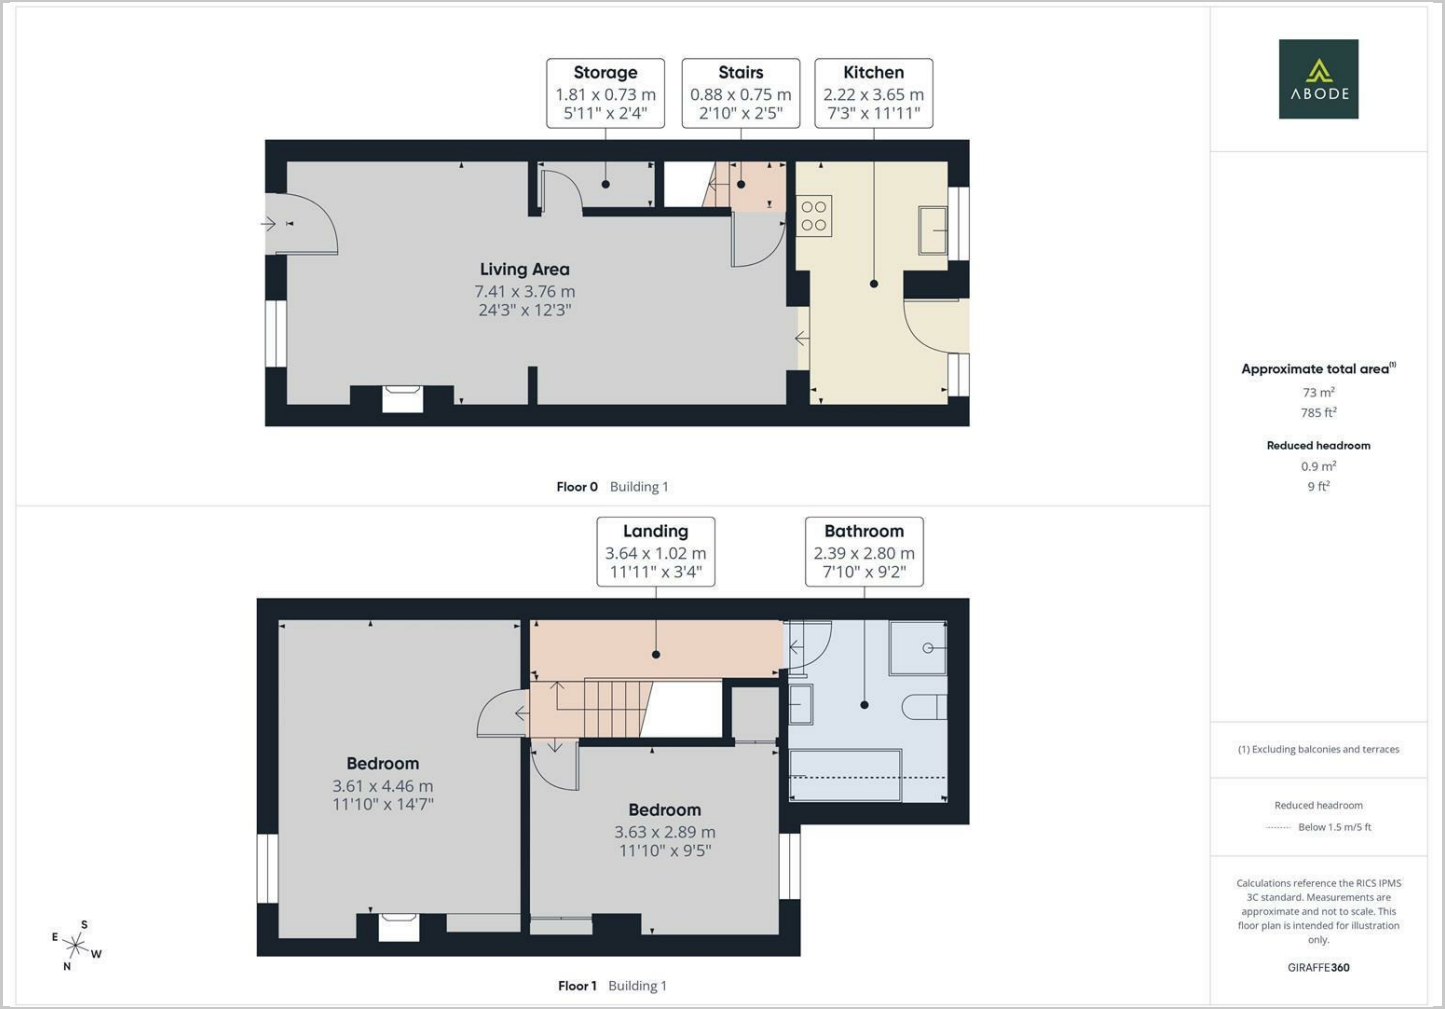 Storage
1.81 x 0.73 m
5'11" x 2'4"
Stairs
0.88 x 0.75 m
2'10" x 2'5"
Kitchen
2.22 x 3.65 m
7'3" x 11'11"
Living Area
7.41 x 3.76 m
24'3" x 12'3"
Floor 0 Building 1
Landing
3.64 x 1.02 m
11'11" x 3'4"
Bathroom
2.39 x 2.80 m
7'10" x 9'2"
Bedroom
3.61 x 4.46 m
11'10" x 14'7"
Bedroom
3.63 x 2.89 m
11'10" x 9'5"
S
E
W
N
Floor 1 Building 1
ABODE
Approximate total area⁽¹⁾
73 m²
785 ft²
Reduced headroom
0.9 m²
9 ft²
(1) Excluding balconies and terraces
Reduced headroom
Below 1.5 m/5 ft
Calculations reference the RICS IPMS
3C standard. Measurements are
approximate and not to scale. This
floor plan is intended for illustration
only.
GIRAFFE360